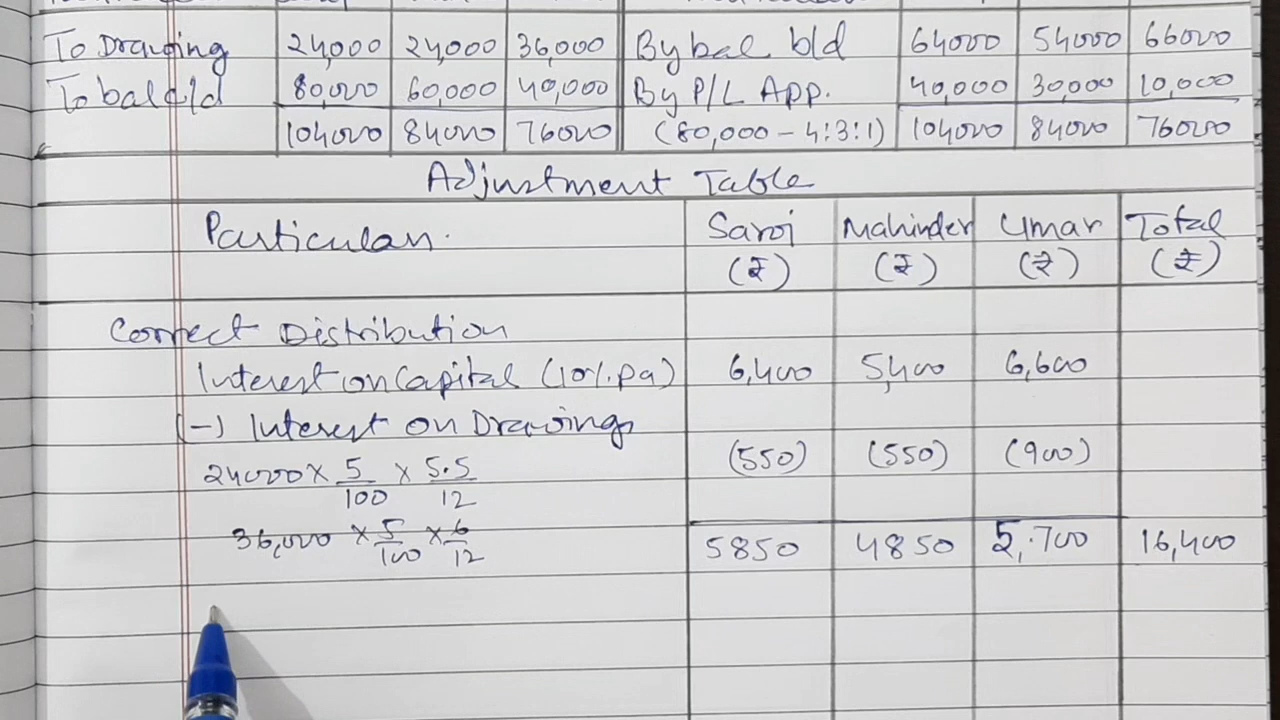 To Drawing 24,000 24,000 36,000 By bal b/d 64000 54000 66000
To bal c/d 80,000 60,000 40,000 By P/L App. 40,000 30,000 10,000
104000 84000 76000 (80,000 - 4:3:1) 104000 84000 76000
Adjustment Table
Particulars. Saroj Mahinder Umar Total
(₹) (₹) (₹) (₹)
Correct Distribution
Interest on Capital (10%.pa) 6,400 5,400 6,600
(-) Interest on Drawings
24000 × 5/100 × 5.5/12 (550) (550) (900)
36,000 × 5/100 × 6/12 5850 4850 5,700 16,400